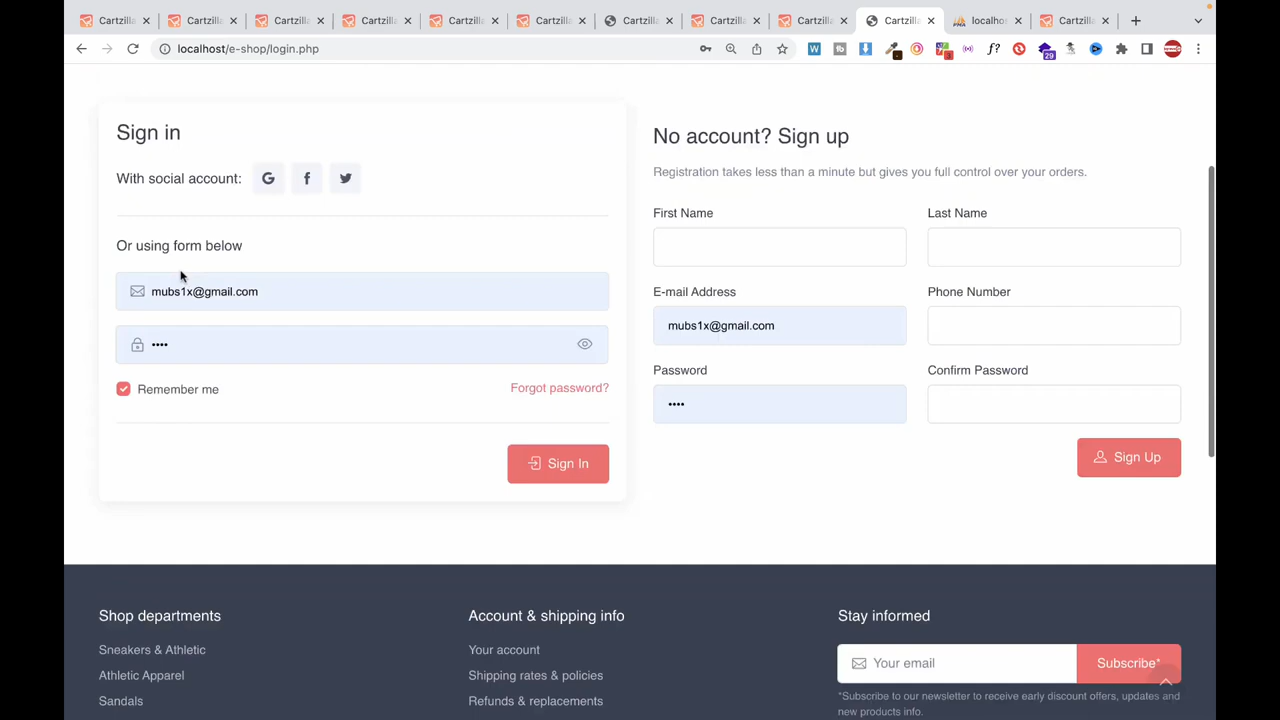 Cartzilla
Cartzilla
Cartzilla
Cartzilla
Cartzilla
Cartzilla
Cartzilla
Cartzilla
Cartzilla
Cartzilla
localhos
Cartzilla
localhost/e-shop/login.php
29
Sign in
With social account:
Or using form below
mubs1x@gmail.com
••••
Remember me
Forgot password?
Sign In
No account? Sign up
Registration takes less than a minute but gives you full control over your orders.
First Name
Last Name
E-mail Address
Phone Number
mubs1x@gmail.com
Password
Confirm Password
••••
Sign Up
Shop departments
Sneakers & Athletic
Athletic Apparel
Sandals
Account & shipping info
Your account
Shipping rates & policies
Refunds & replacements
Stay informed
Your email
Subscribe*
*Subscribe to our newsletter to receive early discount offers, updates and
new products info.